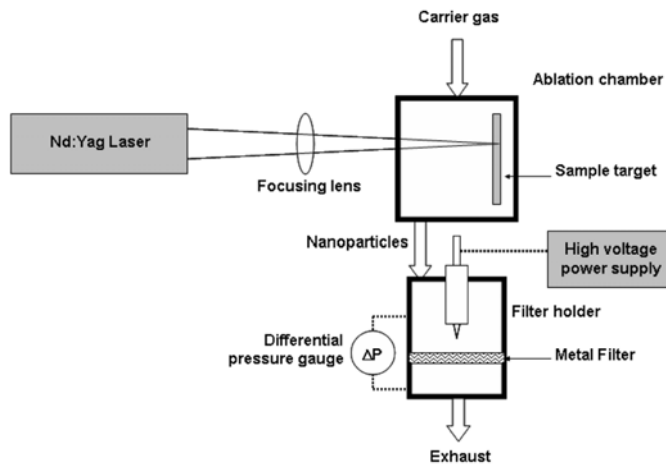 Carrier gas
Ablation chamber
Nd:Yag Laser
Focusing lens
Sample target
Nanoparticles
High voltage
power supply
Filter holder
Differential
pressure gauge
ΔP
Metal Filter
Exhaust